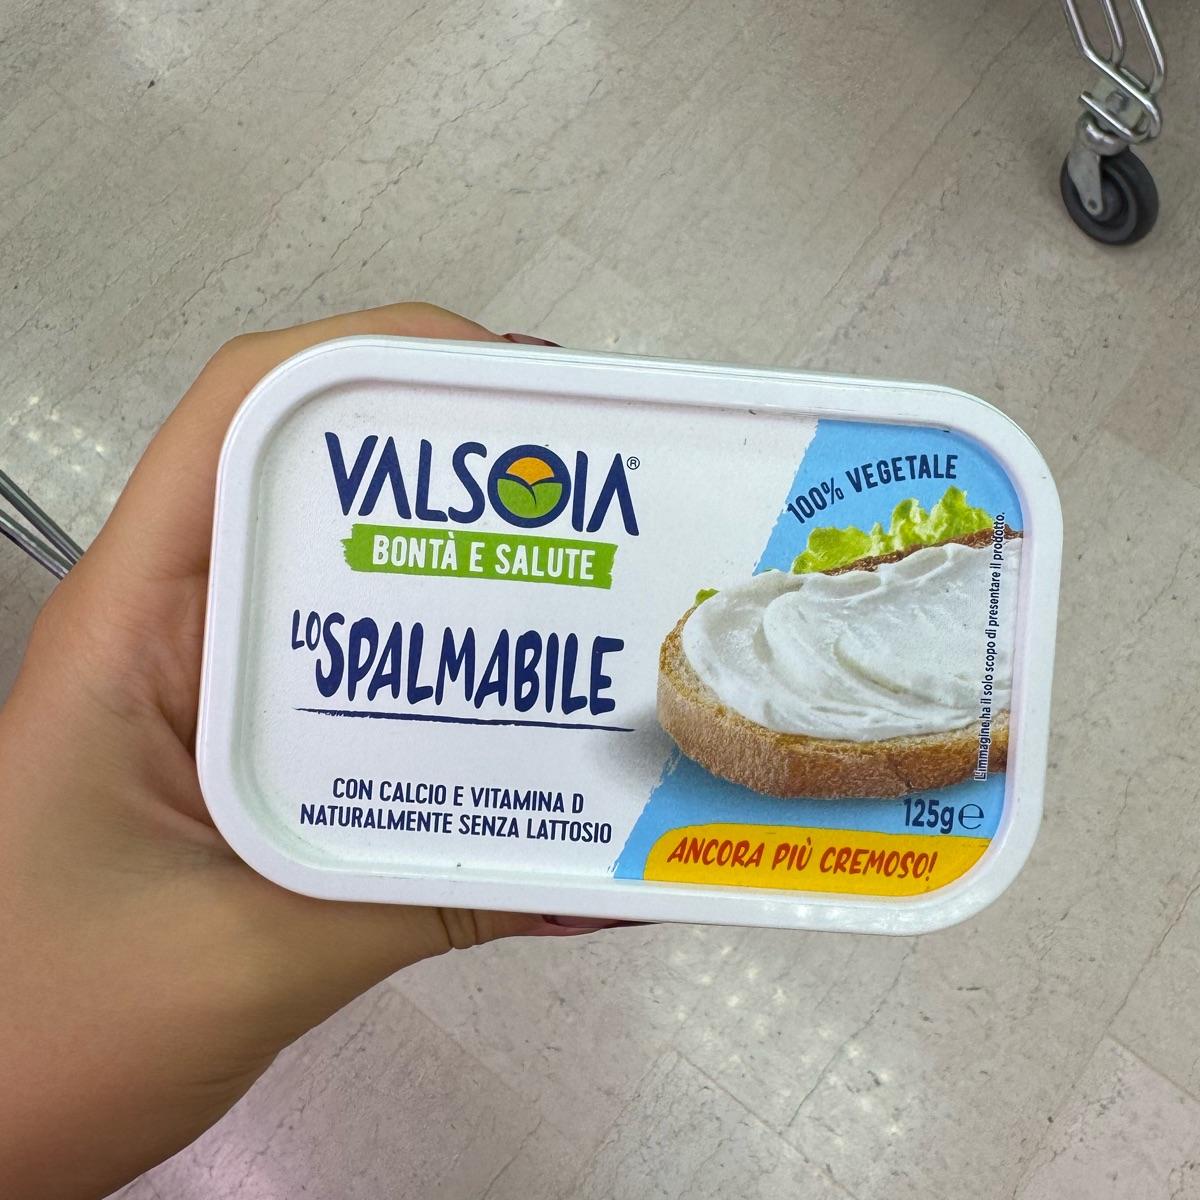 VALSOIA®
BONTÀ E SALUTE
LO SPALMABILE
CON CALCIO E VITAMINA D
NATURALMENTE SENZA LATTOSIO
100% VEGETALE
L'immagine ha il solo scopo di presentare il prodotto.
125g ℮
ANCORA PIÙ CREMOSO!